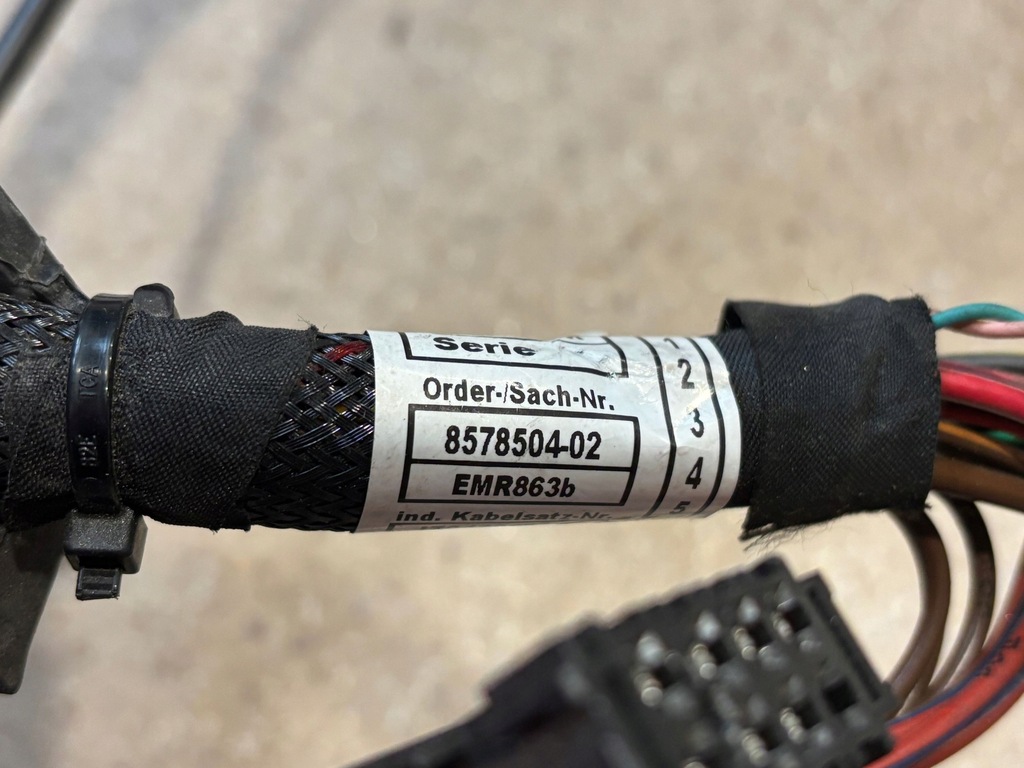 Serie
Order-/Sach-Nr.
8578504-02
EMR863b
ind. Kabelsatz-Nr.
1
2
3
4
5